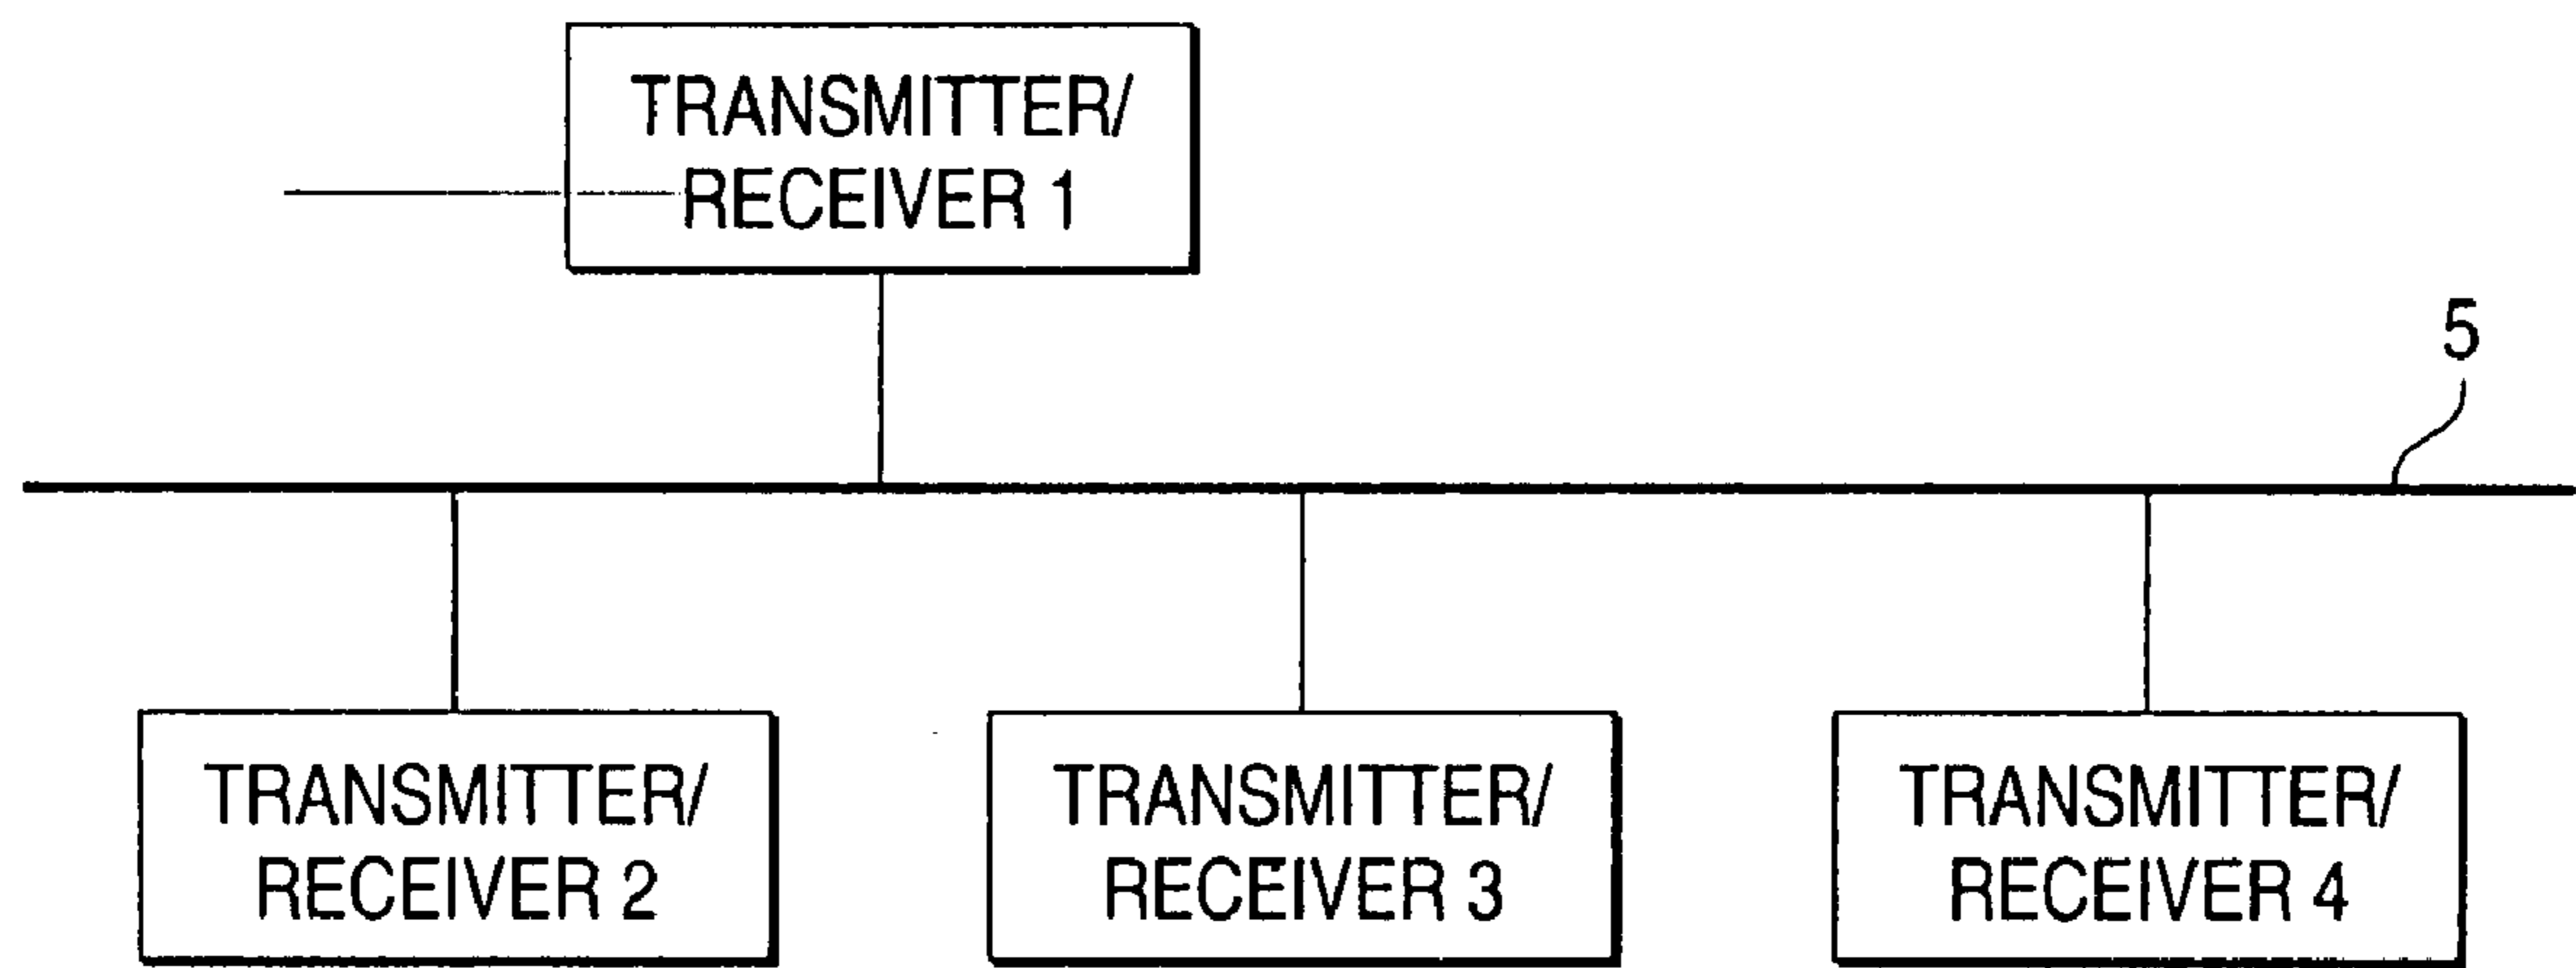 TRANSMITTER/
RECEIVER 1
5
TRANSMITTER/
RECEIVER 2
TRANSMITTER/
RECEIVER 3
TRANSMITTER/
RECEIVER 4